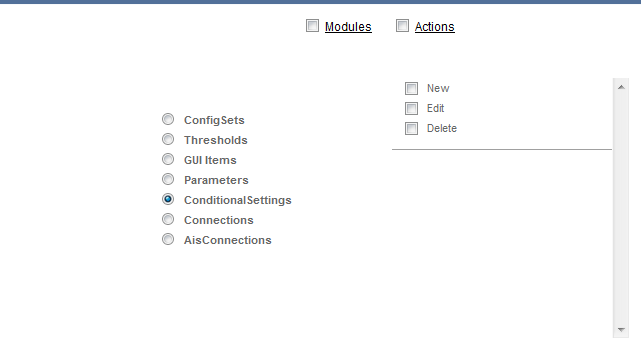 Modules Actions
New
Edit
Delete
ConfigSets
Thresholds
GUI Items
Parameters
ConditionalSettings
Connections
AisConnections